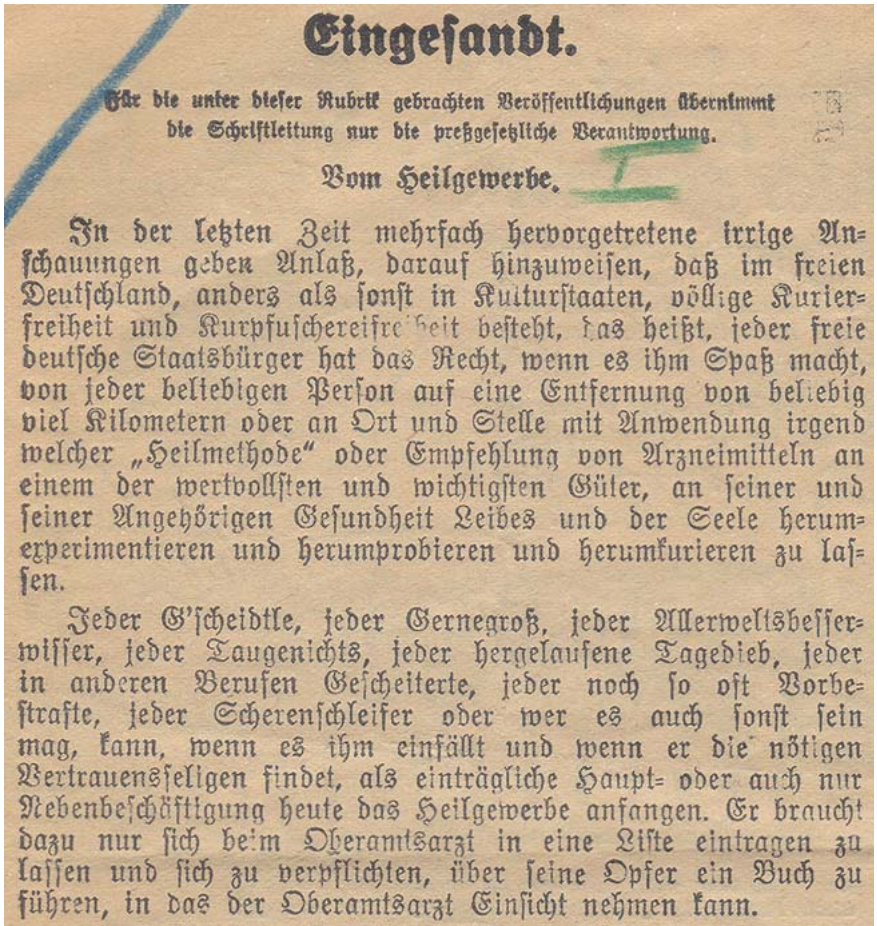 Eingesandt.
Für die unter dieser Rubrik gebrachten Veröffentlichungen übernimmt
die Schriftleitung nur die preßgesetzliche Verantwortung.
Vom Heilgewerbe.
I
In der letzten Zeit mehrfach hervorgetretene irrige An=
schauungen geben Anlaß, darauf hinzuweisen, daß im freien
Deutschland, anders als sonst in Kulturstaaten, völlige Kurier=
freiheit und Kurpfuschereifreiheit besteht, das heißt, jeder freie
deutsche Staatsbürger hat das Recht, wenn es ihm Spaß macht,
von jeder beliebigen Person auf eine Entfernung von beliebig
viel Kilometern oder an Ort und Stelle mit Anwendung irgend
welcher „Heilmethode“ oder Empfehlung von Arzneimitteln an
einem der wertvollsten und wichtigsten Güter, an seiner und
seiner Angehörigen Gesundheit Leibes und der Seele herum=
experimentieren und herumprobieren und herumkurieren zu las=
sen.
Jeder G'scheidtle, jeder Gernegroß, jeder Allerweltsbesser=
wisser, jeder Taugenichts, jeder hergelaufene Tagedieb, jeder
in anderen Berufen Gescheiterte, jeder noch so oft Vorbe=
strafte, jeder Scherenschleifer oder wer es auch sonst sein
mag, kann, wenn es ihm einfällt und wenn er die nötigen
Vertrauensseligen findet, als einträgliche Haupt= oder auch nur
Nebenbeschäftigung heute das Heilgewerbe anfangen. Er braucht
dazu nur sich beim Oberamtsarzt in eine Liste eintragen zu
lassen und sich zu verpflichten, über seine Opfer ein Buch zu
führen, in das der Oberamtsarzt Einsicht nehmen kann.